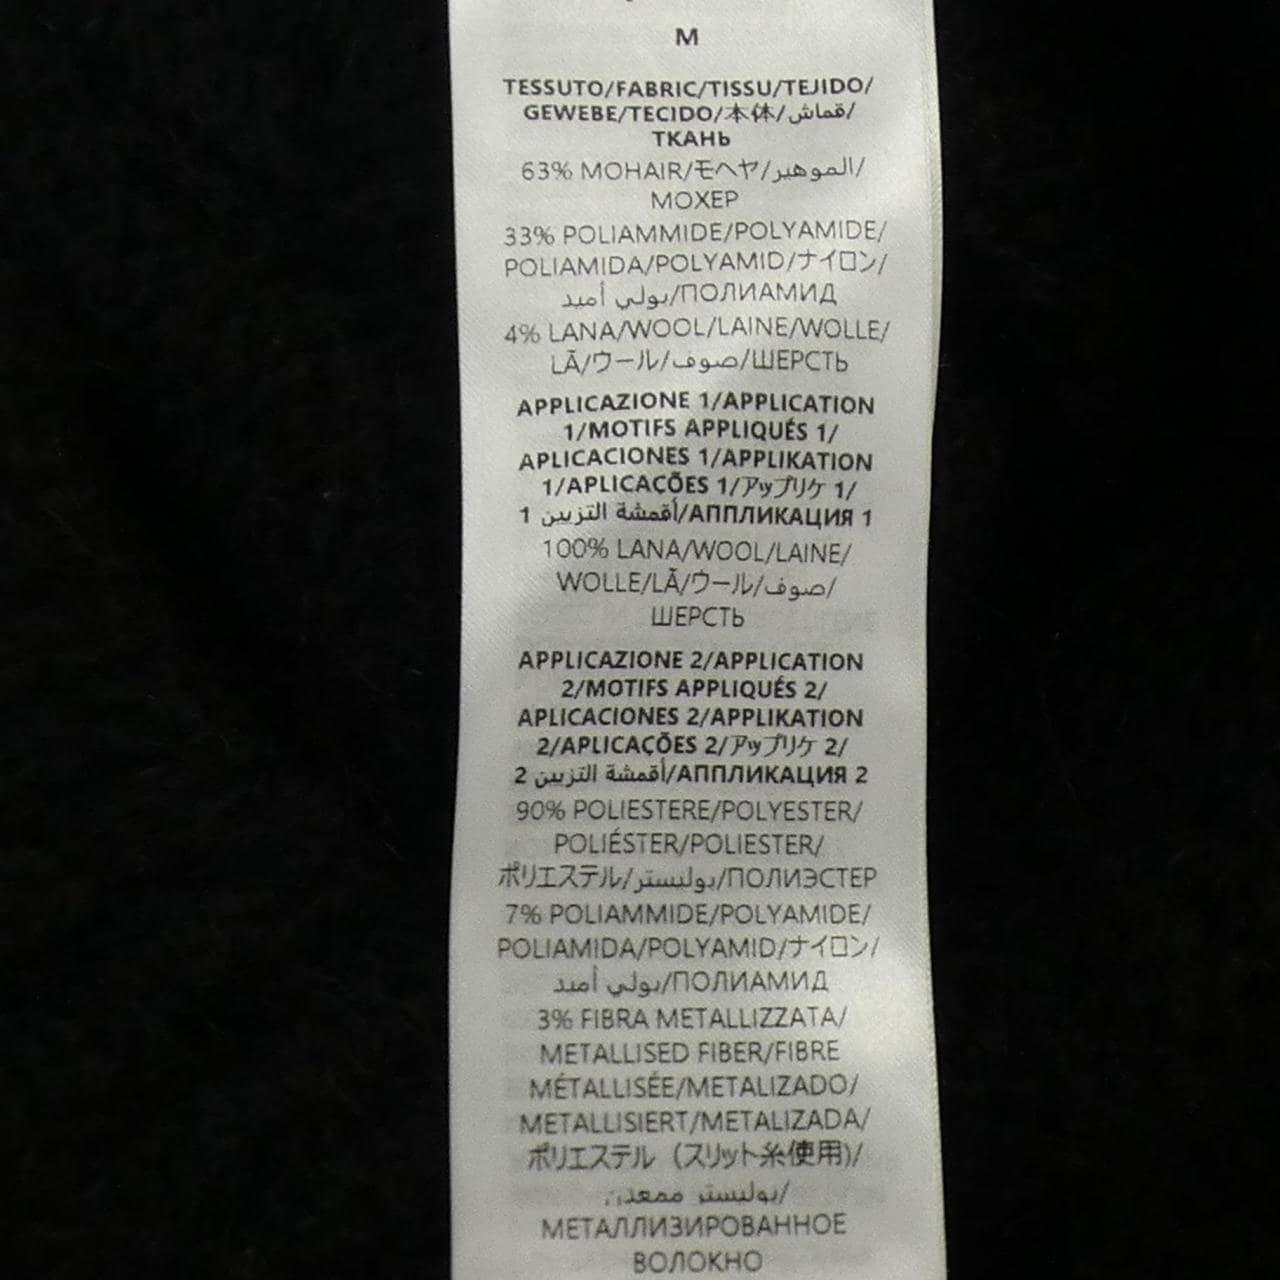 M
TESSUTO/FABRIC/TISSU/TEJIDO/
GEWEBE/TECIDO/本体/قماش/
ТКАНЬ
63% MOHAIR/モヘヤ/الموهير/
МОХЕР
33% POLIAMMIDE/POLYAMIDE/
POLIAMIDA/POLYAMID/ナイロン/
بولي أميد/ПОЛИАМИД
4% LANA/WOOL/LAINE/WOLLE/
LÃ/ウール/صوف/ШЕРСТЬ
APPLICAZIONE 1/APPLICATION
1/MOTIFS APPLIQUÉS 1/
APLICACIONES 1/APPLIKATION
1/APLICAÇÕES 1/アップリケ 1/
أقمشة التزيين 1/АППЛИКАЦИЯ 1
100% LANA/WOOL/LAINE/
WOLLE/LÃ/ウール/صوف/
ШЕРСТЬ
APPLICAZIONE 2/APPLICATION
2/MOTIFS APPLIQUÉS 2/
APLICACIONES 2/APPLIKATION
2/APLICAÇÕES 2/アップリケ 2/
أقمشة التزيين 2/АППЛИКАЦИЯ 2
90% POLIESTERE/POLYESTER/
POLIÉSTER/POLIESTER/
ポリエステル/بوليستر/ПОЛИЭСТЕР
7% POLIAMMIDE/POLYAMIDE/
POLIAMIDA/POLYAMID/ナイロン/
بولي أميد/ПОЛИАМИД
3% FIBRA METALLIZZATA/
METALLISED FIBER/FIBRE
MÉTALLISÉE/METALIZADO/
METALLISIERT/METALIZADA/
ポリエステル (スリット糸使用)/
بوليستر ممعدن/
МЕТАЛЛИЗИРОВАННОЕ
ВОЛОКНО